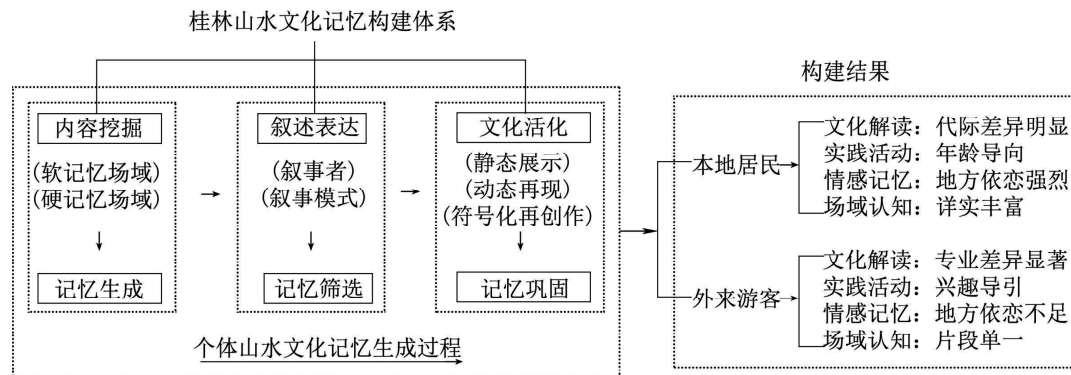 桂林山水文化记忆构建体系
内容挖掘
(软记忆场域)
(硬记忆场域)
记忆生成
叙述表达
(叙事者)
(叙事模式)
记忆筛选
文化活化
(静态展示)
(动态再现)
(符号化再创作)
记忆巩固
个体山水文化记忆生成过程
构建结果
本地居民
文化解读：代际差异明显
实践活动：年龄导向
情感记忆：地方依恋强烈
场域认知：详实丰富
外来游客
文化解读：专业差异显著
实践活动：兴趣导引
情感记忆：地方依恋不足
场域认知：片段单一